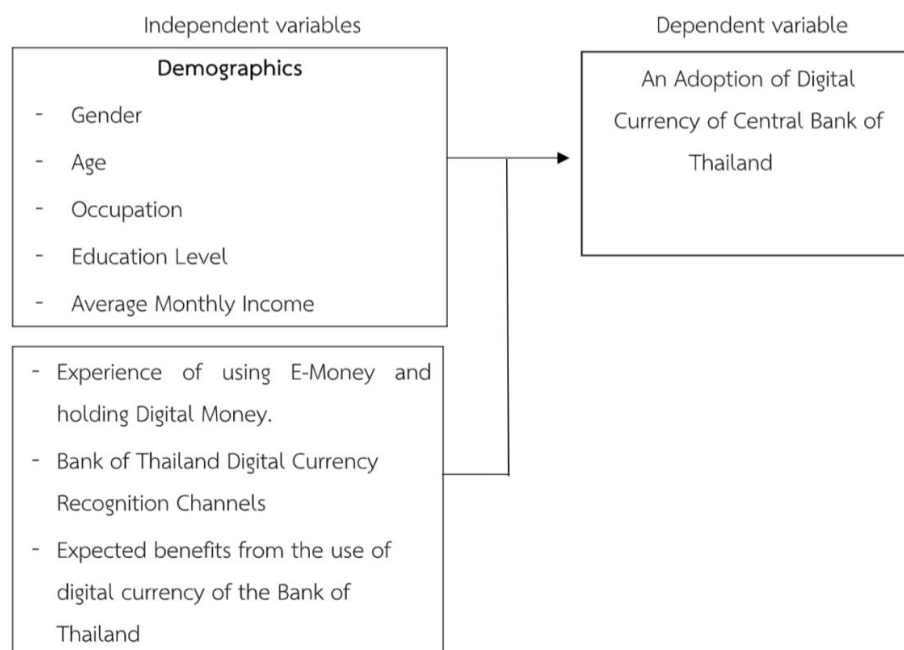 Independent variables
Demographics
- Gender
- Age
- Occupation
- Education Level
- Average Monthly Income
- Experience of using E-Money and
holding Digital Money.
- Bank of Thailand Digital Currency
Recognition Channels
- Expected benefits from the use of
digital currency of the Bank of
Thailand
Dependent variable
An Adoption of Digital
Currency of Central Bank of
Thailand